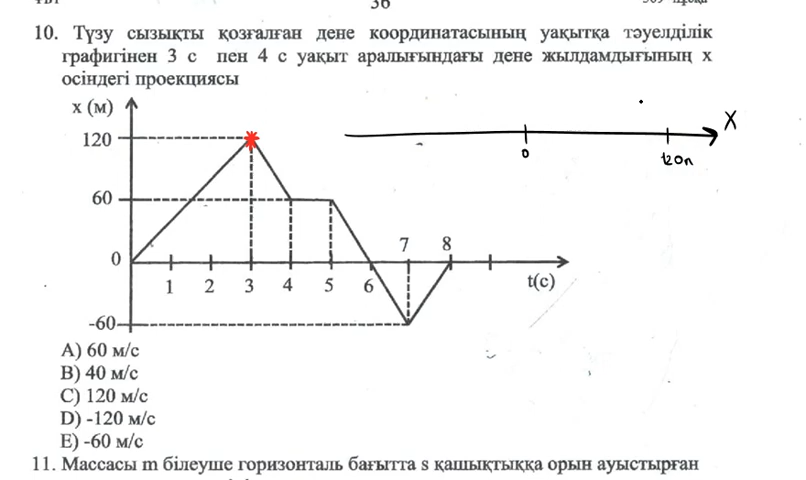 36
10. Түзу сызықты қозғалған дене координатасының уақытқа тәуелділік
графигінен 3 с пен 4 с уақыт аралығындағы дене жылдамдығының х
осіндегі проекциясы
х (м)
120
60
0
-60
1 2 3 4 5 6
7 8
t(c)
X
0
120м
A) 60 м/с
B) 40 м/с
C) 120 м/с
D) -120 м/с
E) -60 м/с
11. Массасы m білеуше горизонталь бағытта s қашықтыққа орын ауыстырған